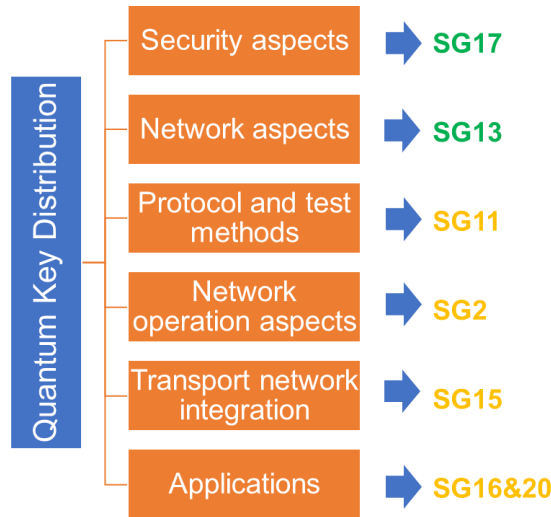 Quantum Key Distribution
Security aspects
SG17
Network aspects
SG13
Protocol and test
methods
SG11
Network
operation aspects
SG2
Transport network
integration
SG15
Applications
SG16&20